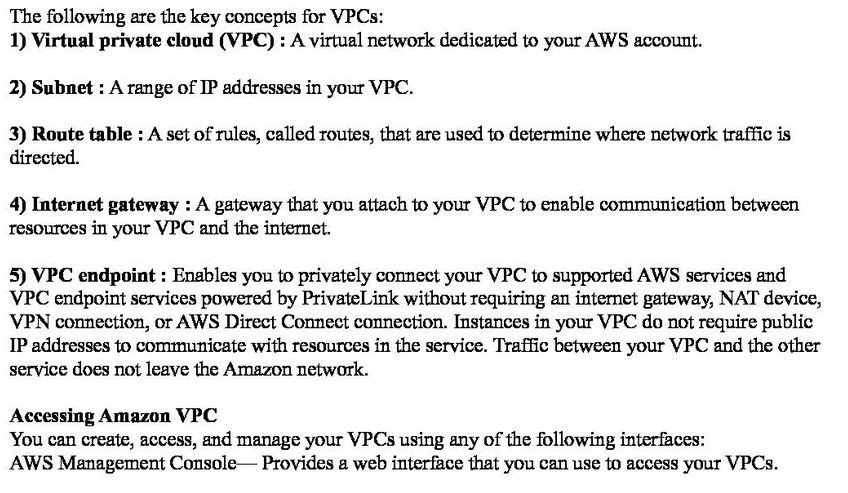 The following are the key concepts for VPCs:
1) Virtual private cloud (VPC) : A virtual network dedicated to your AWS account.
2) Subnet : A range of IP addresses in your VPC.
3) Route table : A set of rules, called routes, that are used to determine where network traffic is
directed.
4) Internet gateway : A gateway that you attach to your VPC to enable communication between
resources in your VPC and the internet.
5) VPC endpoint : Enables you to privately connect your VPC to supported AWS services and
VPC endpoint services powered by PrivateLink without requiring an internet gateway, NAT device,
VPN connection, or AWS Direct Connect connection. Instances in your VPC do not require public
IP addresses to communicate with resources in the service. Traffic between your VPC and the other
service does not leave the Amazon network.
Accessing Amazon VPC
You can create, access, and manage your VPCs using any of the following interfaces:
AWS Management Console— Provides a web interface that you can use to access your VPCs.